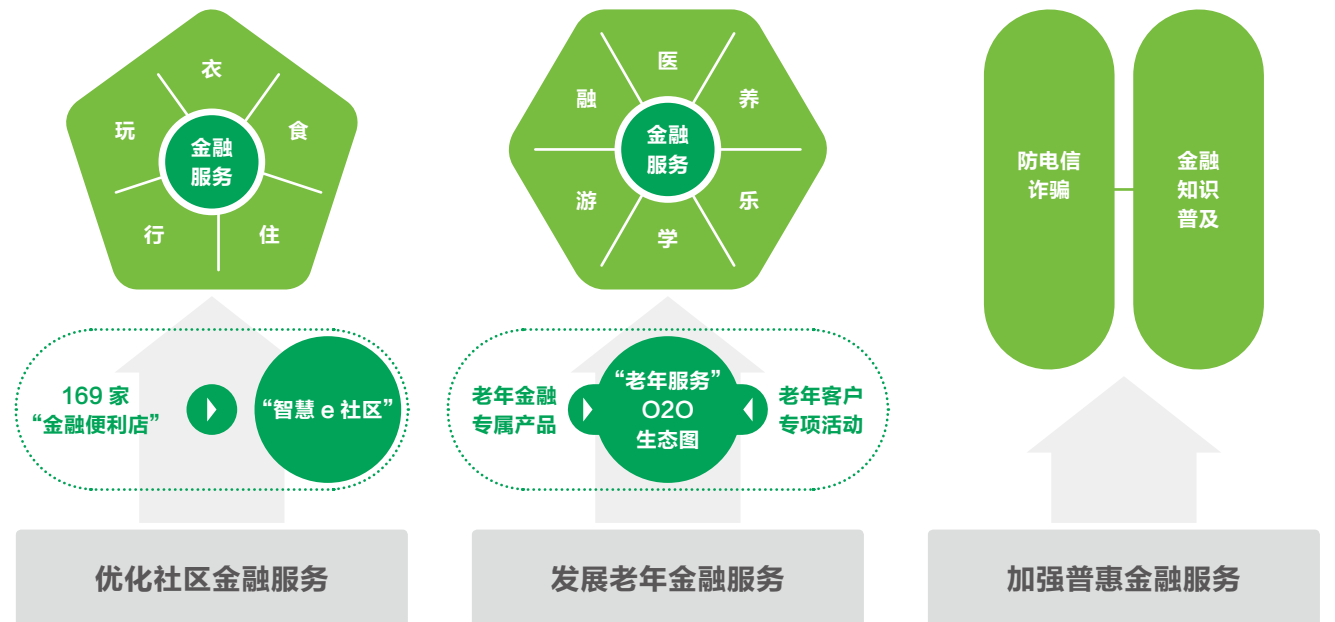 衣
食
住
行
玩
金融
服务
169 家
“金融便利店”
“智慧 e 社区”
优化社区金融服务
医
养
乐
学
游
融
金融
服务
老年金融
专属产品
“老年服务”
O2O
生态图
老年客户
专项活动
发展老年金融服务
防电信
诈骗
金融
知识
普及
加强普惠金融服务